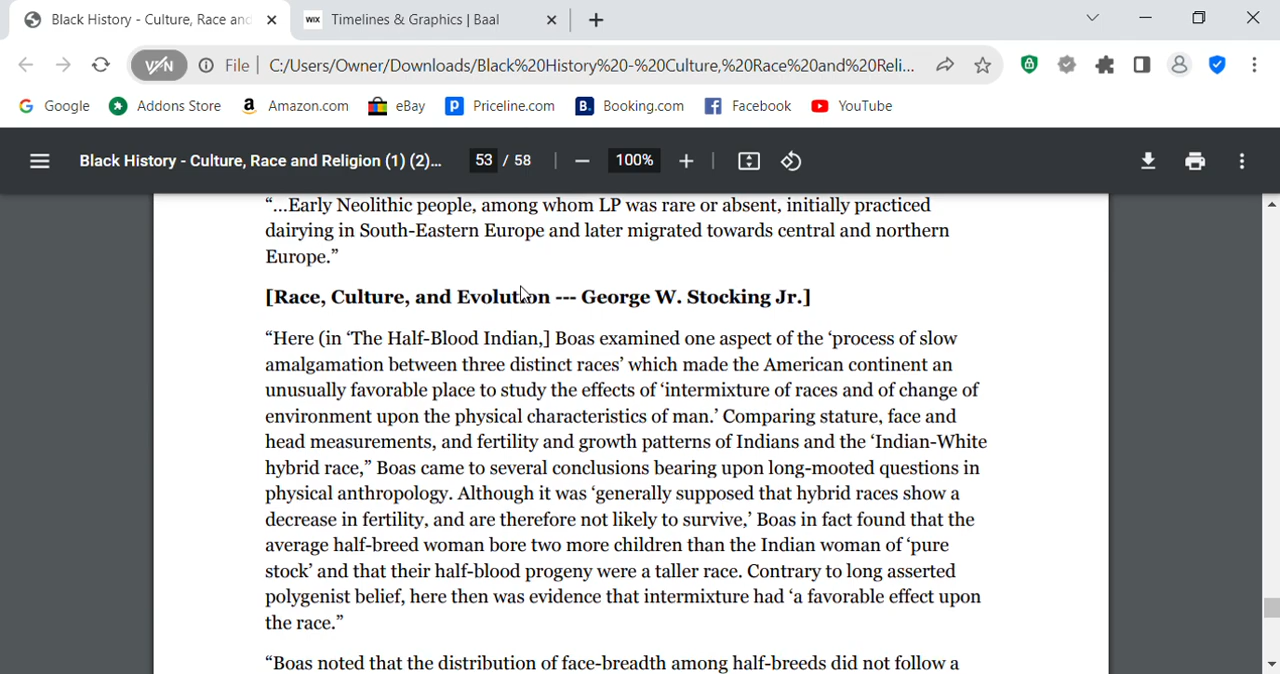 Black History - Culture, Race and
WIX Timelines & Graphics | Baal
VPN File C:/Users/Owner/Downloads/Black%20History%20-%20Culture,%20Race%20and%20Reli...
Google Addons Store Amazon.com eBay Priceline.com Booking.com Facebook YouTube
Black History - Culture, Race and Religion (1) (2)... 53 / 58 100%
“...Early Neolithic people, among whom LP was rare or absent, initially practiced
dairying in South-Eastern Europe and later migrated towards central and northern
Europe.”
[Race, Culture, and Evolution --- George W. Stocking Jr.]
“Here (in ‘The Half-Blood Indian,] Boas examined one aspect of the ‘process of slow
amalgamation between three distinct races’ which made the American continent an
unusually favorable place to study the effects of ‘intermixture of races and of change of
environment upon the physical characteristics of man.’ Comparing stature, face and
head measurements, and fertility and growth patterns of Indians and the ‘Indian-White
hybrid race,” Boas came to several conclusions bearing upon long-mooted questions in
physical anthropology. Although it was ‘generally supposed that hybrid races show a
decrease in fertility, and are therefore not likely to survive,’ Boas in fact found that the
average half-breed woman bore two more children than the Indian woman of ‘pure
stock’ and that their half-blood progeny were a taller race. Contrary to long asserted
polygenist belief, here then was evidence that intermixture had ‘a favorable effect upon
the race.”
“Boas noted that the distribution of face-breadth among half-breeds did not follow a